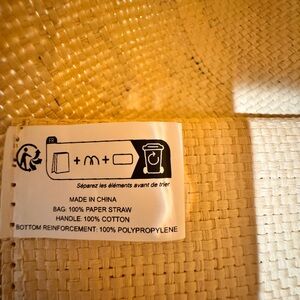 FR
Séparez les éléments avant de trier
MADE IN CHINA
BAG: 100% PAPER STRAW
HANDLE: 100% COTTON
BOTTOM REINFORCEMENT: 100% POLYPROPYLENE